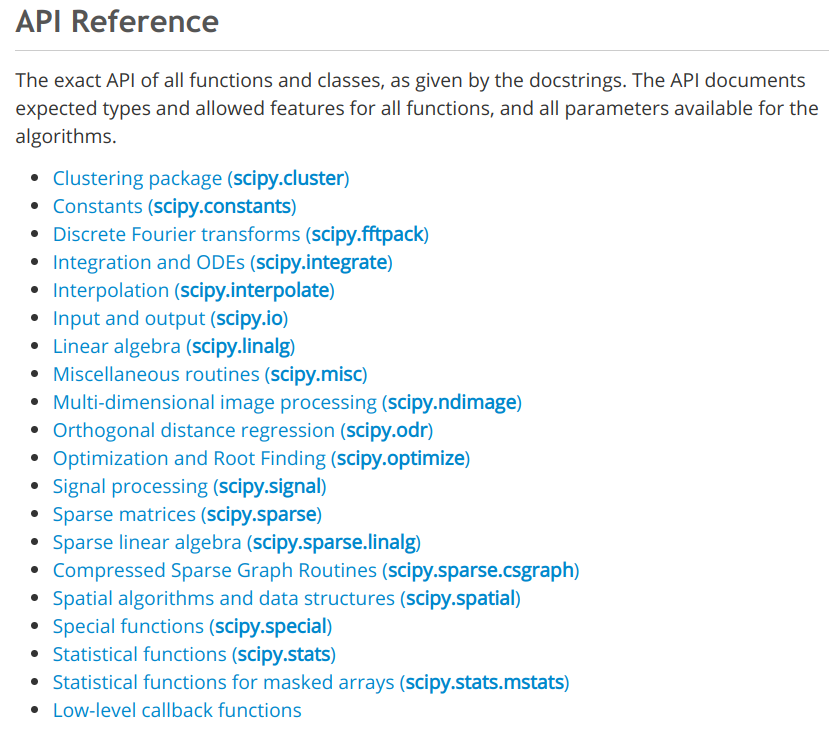 API Reference
The exact API of all functions and classes, as given by the docstrings. The API documents
expected types and allowed features for all functions, and all parameters available for the
algorithms.
• Clustering package (scipy.cluster)
• Constants (scipy.constants)
• Discrete Fourier transforms (scipy.fftpack)
• Integration and ODEs (scipy.integrate)
• Interpolation (scipy.interpolate)
• Input and output (scipy.io)
• Linear algebra (scipy.linalg)
• Miscellaneous routines (scipy.misc)
• Multi-dimensional image processing (scipy.ndimage)
• Orthogonal distance regression (scipy.odr)
• Optimization and Root Finding (scipy.optimize)
• Signal processing (scipy.signal)
• Sparse matrices (scipy.sparse)
• Sparse linear algebra (scipy.sparse.linalg)
• Compressed Sparse Graph Routines (scipy.sparse.csgraph)
• Spatial algorithms and data structures (scipy.spatial)
• Special functions (scipy.special)
• Statistical functions (scipy.stats)
• Statistical functions for masked arrays (scipy.stats.mstats)
• Low-level callback functions